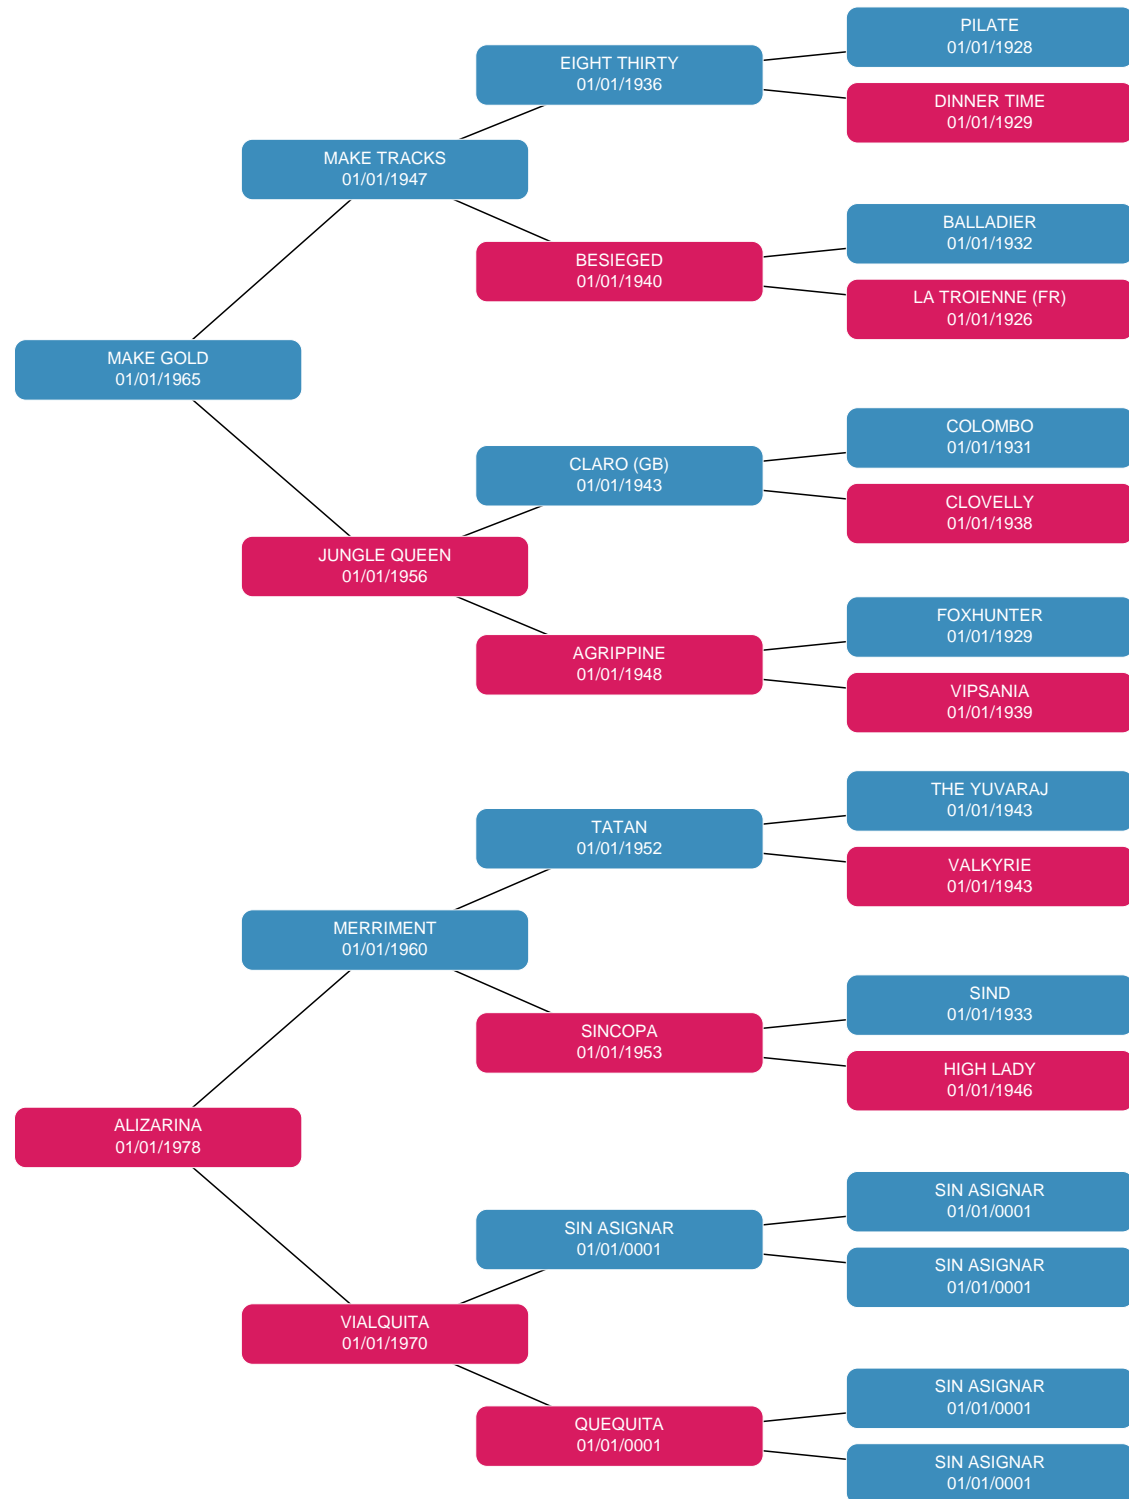 PILATE
01/01/1928
EIGHT THIRTY
01/01/1936
DINNER TIME
01/01/1929
MAKE TRACKS
01/01/1947
BALLADIER
01/01/1932
BESIEGED
01/01/1940
LA TROIENNE (FR)
01/01/1926
MAKE GOLD
01/01/1965
COLOMBO
01/01/1931
CLARO (GB)
01/01/1943
CLOVELLY
01/01/1938
JUNGLE QUEEN
01/01/1956
FOXHUNTER
01/01/1929
AGRIPPINE
01/01/1948
VIPSANIA
01/01/1939
THE YUVARAJ
01/01/1943
TATAN
01/01/1952
VALKYRIE
01/01/1943
MERRIMENT
01/01/1960
SIND
01/01/1933
SINCOPA
01/01/1953
HIGH LADY
01/01/1946
ALIZARINA
01/01/1978
SIN ASIGNAR
01/01/0001
SIN ASIGNAR
01/01/0001
SIN ASIGNAR
01/01/0001
VIALQUITA
01/01/1970
SIN ASIGNAR
01/01/0001
QUEQUITA
01/01/0001
SIN ASIGNAR
01/01/0001